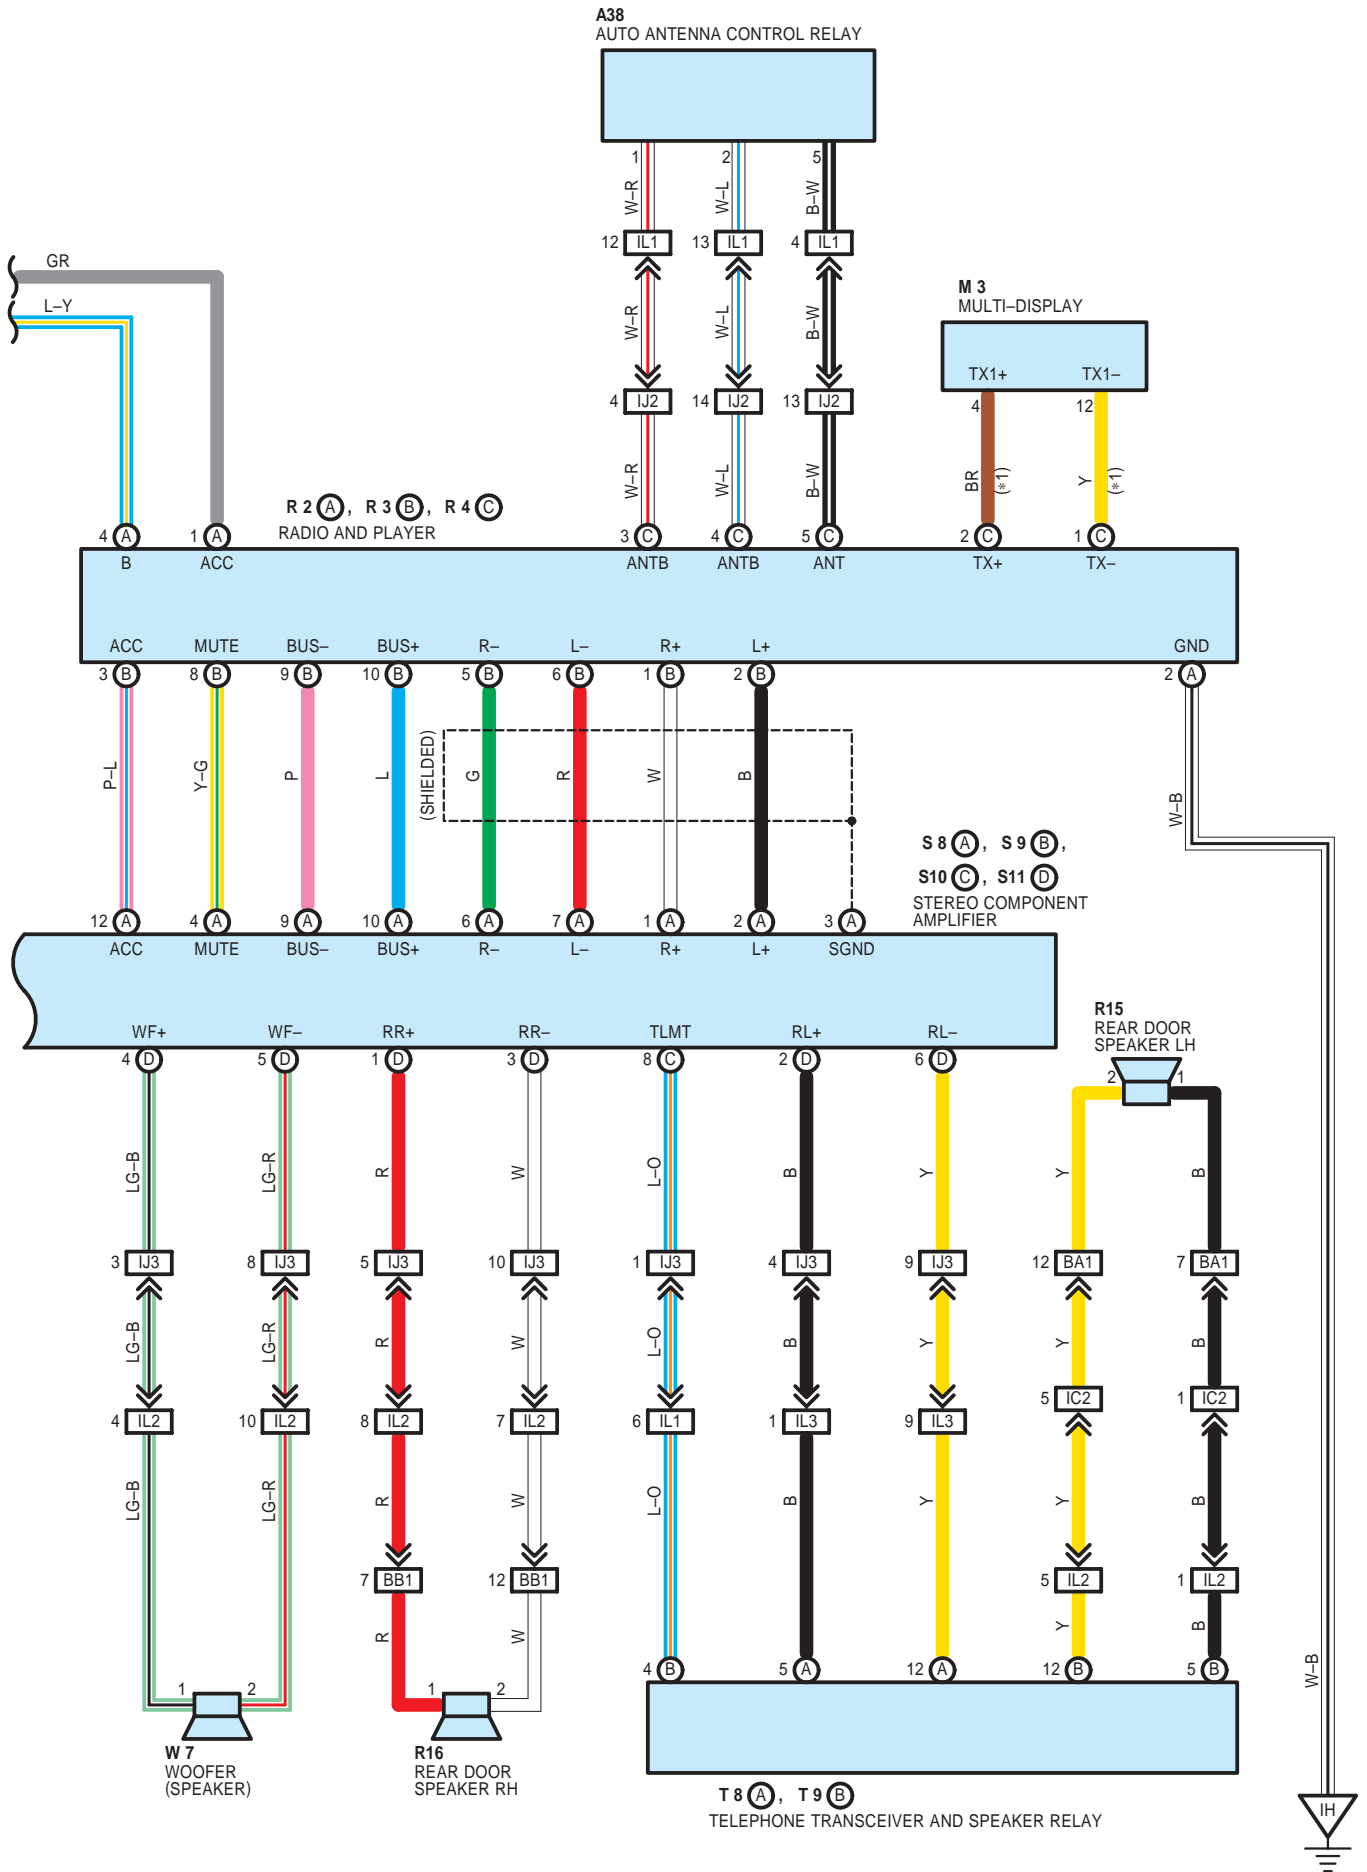 A38
AUTO ANTENNA CONTROL RELAY
1 2 5
W–R W–L B–W
12 IL1 13 IL1 4 IL1
GR
L–Y
M 3
MULTI–DISPLAY
W–R W–L B–W
TX1+ TX1–
4 12
4 IJ2 14 IJ2 13 IJ2
W–R W–L B–W BR (*1) Y (*1)
R 2 A , R 3 B , R 4 C
RADIO AND PLAYER
4 A 1 A 3 C 4 C 5 C 2 C 1 C
B ACC ANTB ANTB ANT TX+ TX–
ACC MUTE BUS– BUS+ R– L– R+ L+ GND
3 B 8 B 9 B 10 B 5 B 6 B 1 B 2 B 2 A
P–L Y–G P L (SHIELDED) G R W B W–B
S 8 A , S 9 B ,
S10 C , S11 D
STEREO COMPONENT
AMPLIFIER
12 A 4 A 9 A 10 A 6 A 7 A 1 A 2 A 3 A
ACC MUTE BUS– BUS+ R– L– R+ L+ SGND
WF+ WF– RR+ RR– TLMT RL+ RL–
4 D 5 D 1 D 3 D 8 C 2 D 6 D
R15
REAR DOOR
SPEAKER LH
2 1
LG–B LG–R R W L–O B Y Y B
3 IJ3 8 IJ3 5 IJ3 10 IJ3 1 IJ3 4 IJ3 9 IJ3 12 BA1 7 BA1
LG–B LG–R R W L–O B Y Y B
5 IC2 1 IC2
4 IL2 10 IL2 8 IL2 7 IL2 6 IL1 1 IL3 9 IL3
LG–B LG–R R W L–O B Y Y B
7 BB1 12 BB1 5 IL2 1 IL2
R W Y B W–B
4 B 5 A 12 A 12 B 5 B
1 2 1 2
W 7
WOOFER
(SPEAKER)
R16
REAR DOOR
SPEAKER RH
T 8 A , T 9 B
TELEPHONE TRANSCEIVER AND SPEAKER RELAY
IH